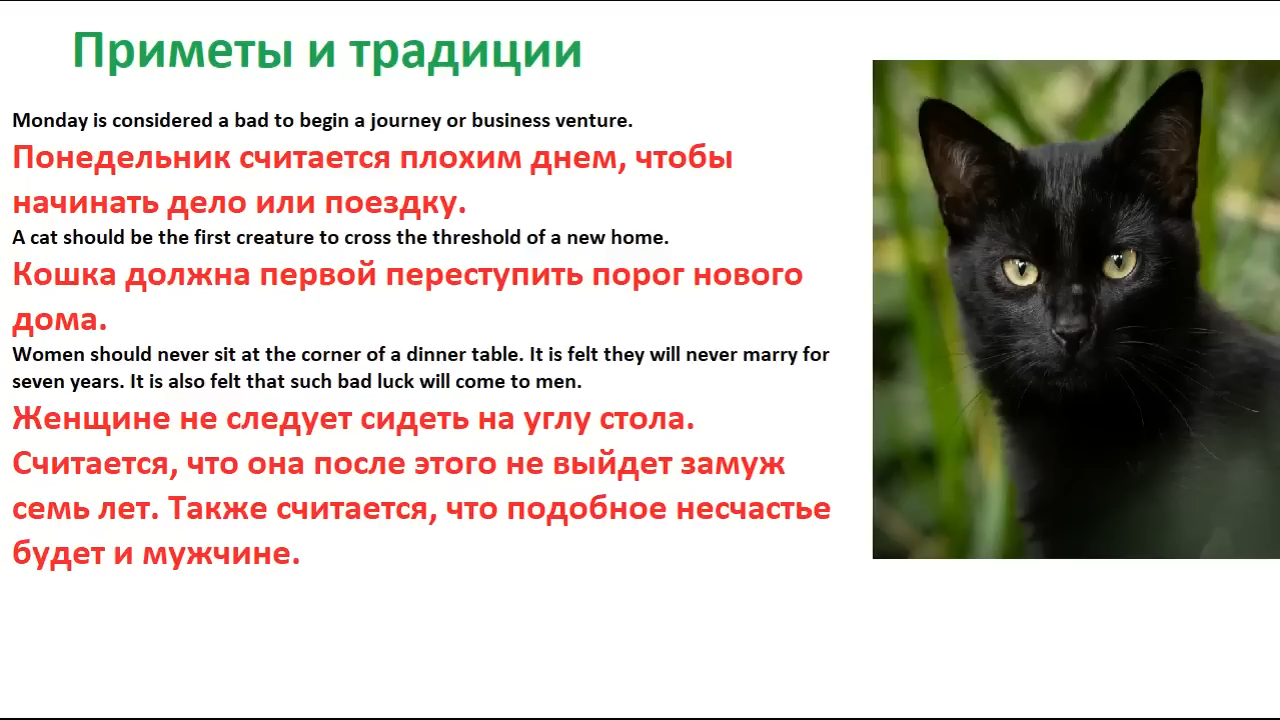 Приметы и традиции
Monday is considered a bad to begin a journey or business venture.
Понедельник считается плохим днем, чтобы
начинать дело или поездку.
A cat should be the first creature to cross the threshold of a new home.
Кошка должна первой переступить порог нового
дома.
Women should never sit at the corner of a dinner table. It is felt they will never marry for
seven years. It is also felt that such bad luck will come to men.
Женщине не следует сидеть на углу стола.
Считается, что она после этого не выйдет замуж
семь лет. Также считается, что подобное несчастье
будет и мужчине.